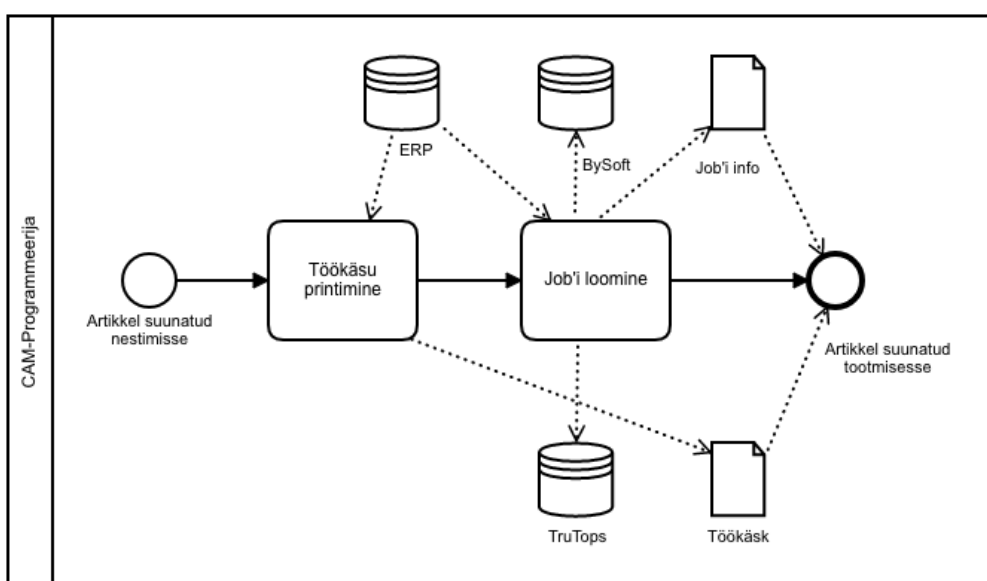 CAM-Programmeerija
ERP
BySoft
Job'i info
Töökäsu
printimine
Job'i loomine
Artikkel suunatud
nestimisse
Artikkel suunatud
tootmisesse
TruTops
Töökäsk